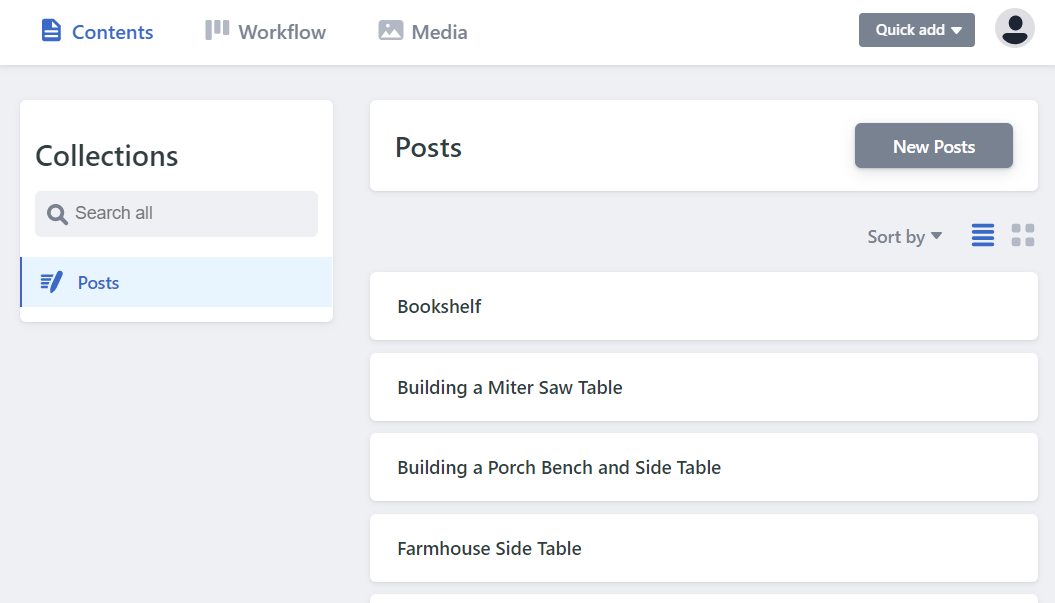 Contents
Workflow
Media
Quick add
Collections
Search all
Posts
Posts
New Posts
Sort by
Bookshelf
Building a Miter Saw Table
Building a Porch Bench and Side Table
Farmhouse Side Table